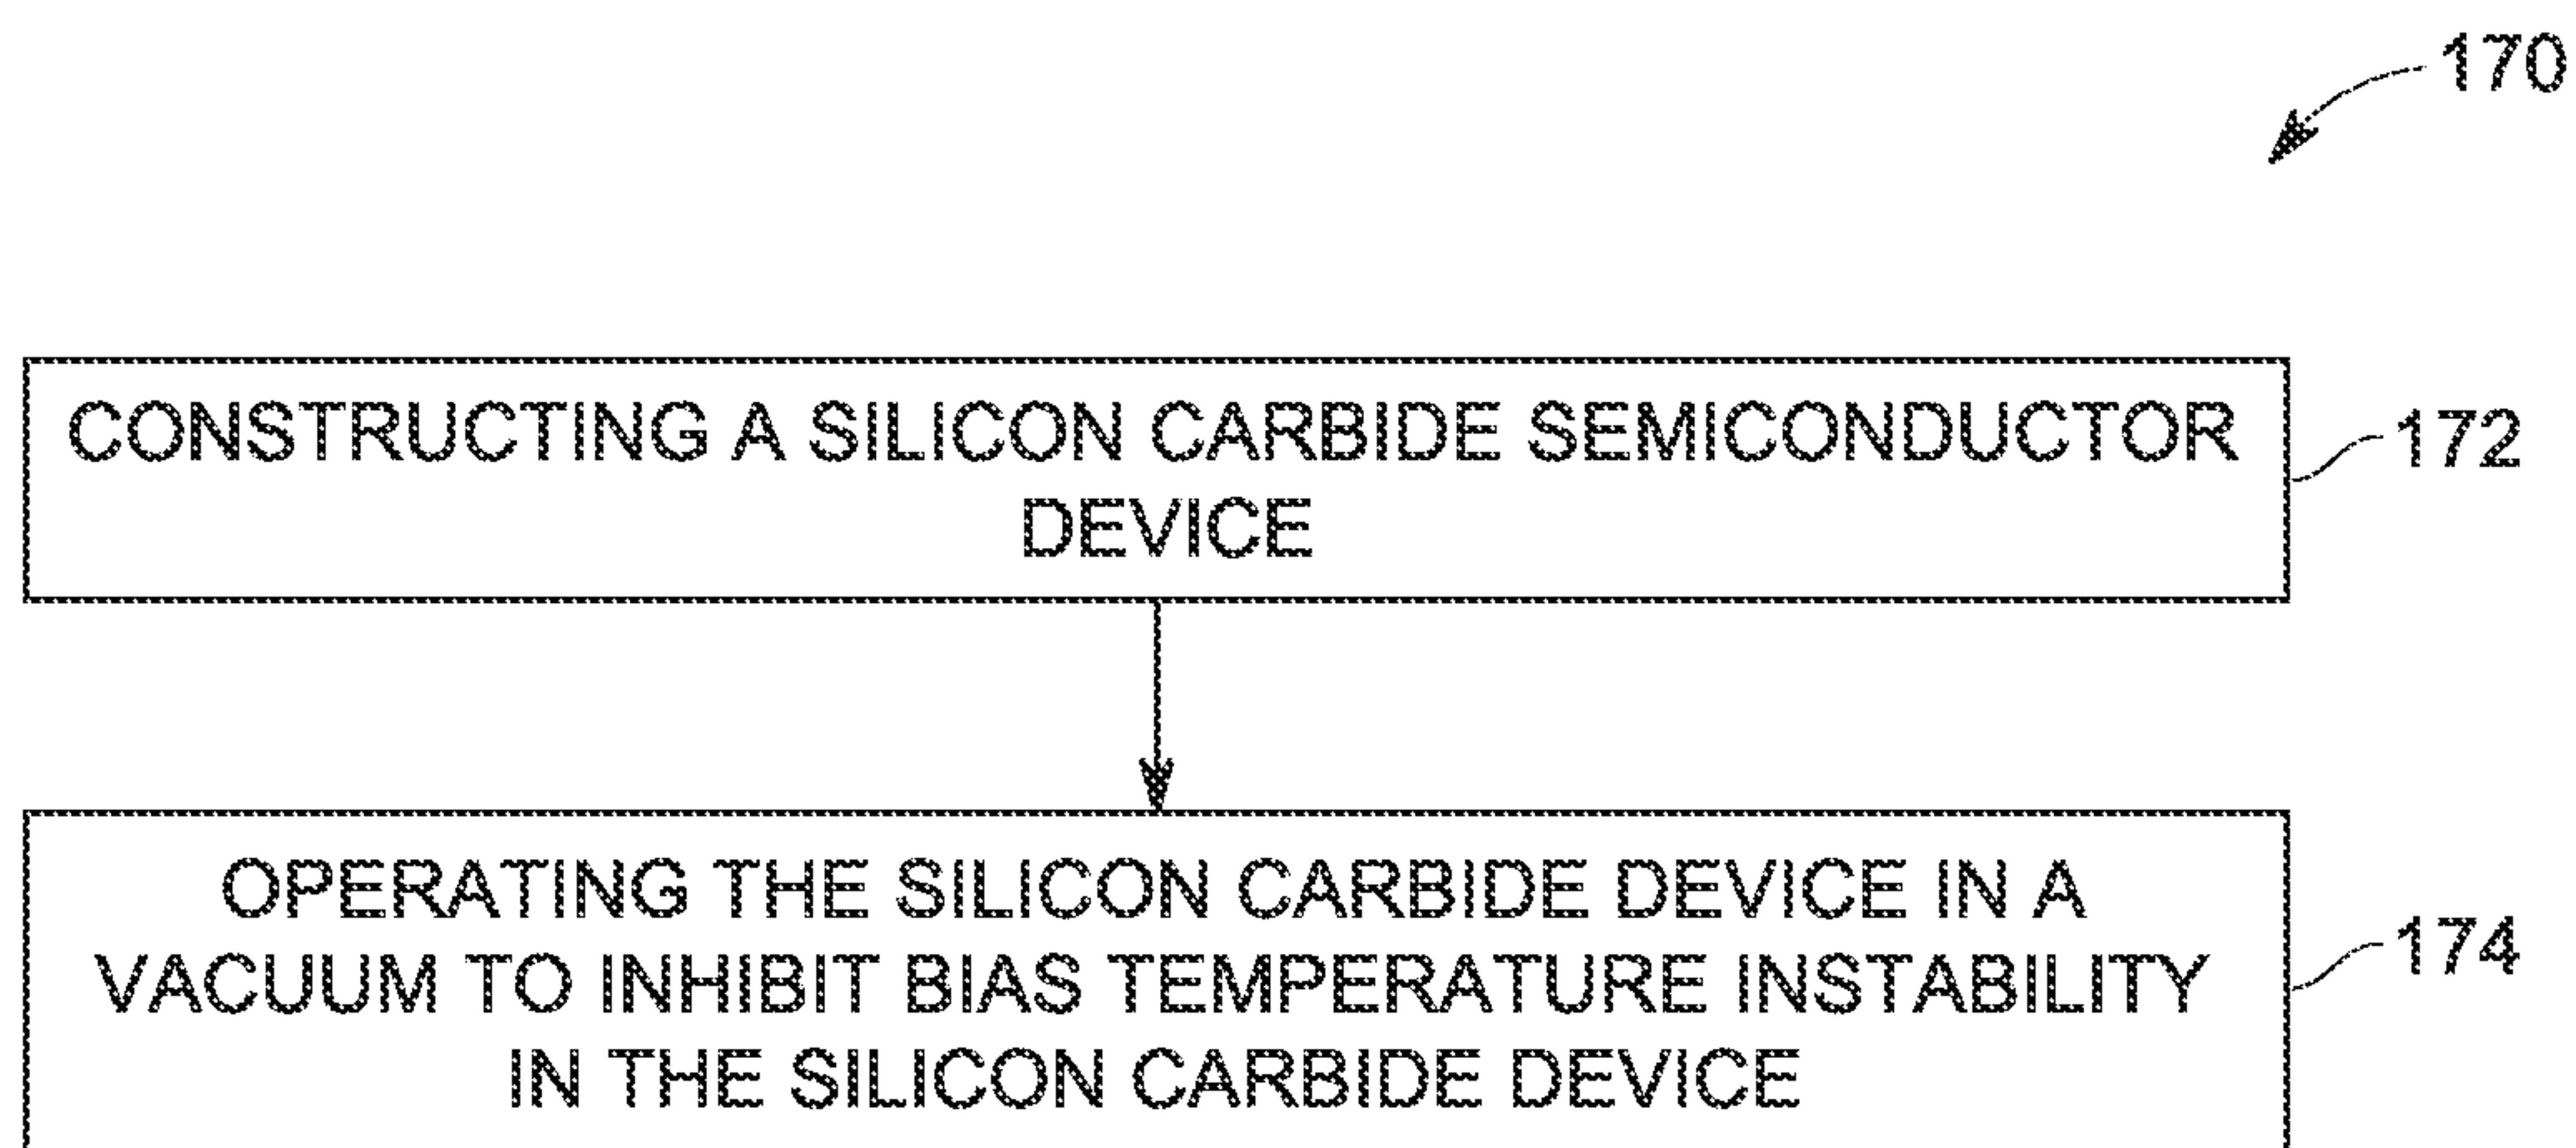 170
CONSTRUCTING A SILICON CARBIDE SEMICONDUCTOR
DEVICE
172
OPERATING THE SILICON CARBIDE DEVICE IN A
VACUUM TO INHIBIT BIAS TEMPERATURE INSTABILITY
IN THE SILICON CARBIDE DEVICE
174